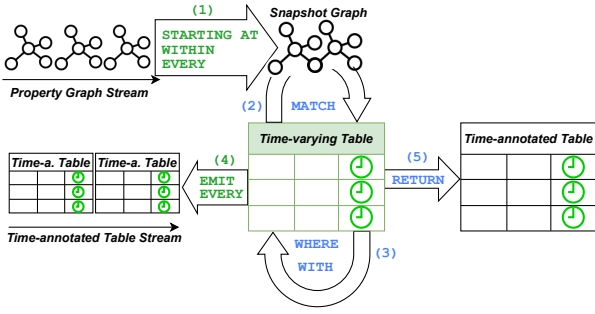 (1)
Snapshot Graph
STARTING AT
WITHIN
EVERY
Property Graph Stream
(2) MATCH
Time-varying Table
Time-annotated Table
Time-a. Table Time-a. Table
(4)
EMIT
EVERY
(5)
RETURN
Time-annotated Table Stream
WHERE
WITH
(3)